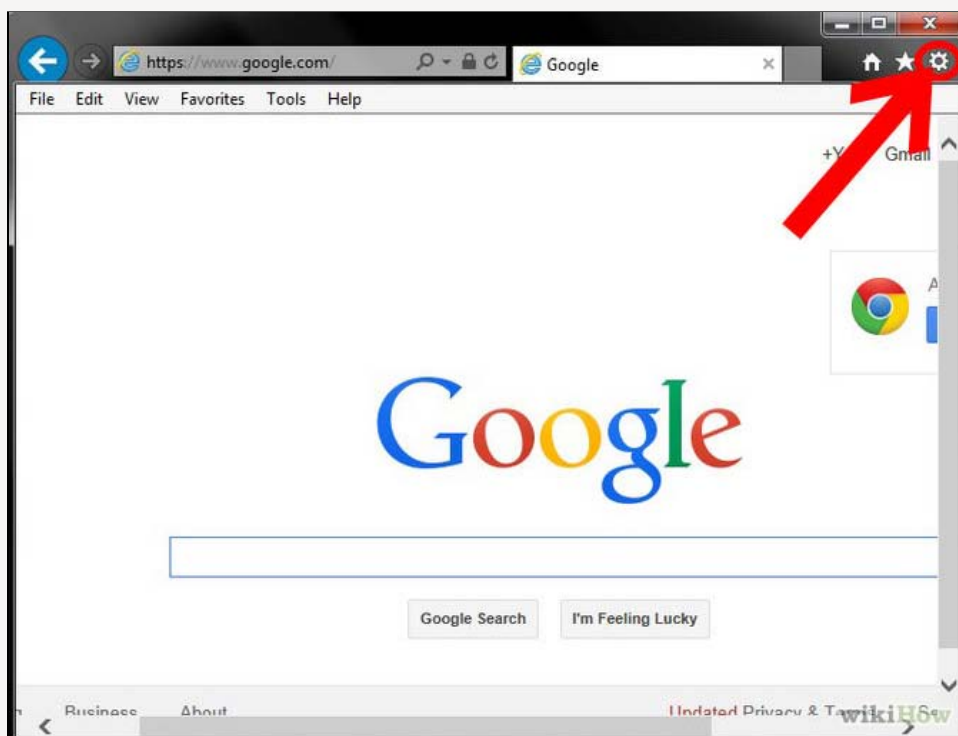 https://www.google.com/
Google
File Edit View Favorites Tools Help
Gmail
Google
Google Search I'm Feeling Lucky
Business About Updated Privacy & Terms
wikiHow